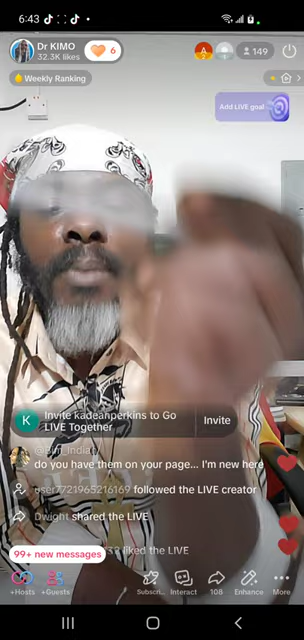 6:43
Dr KIMO
32.3K likes
6
149
Weekly Ranking
Add LIVE goal
K
Invite kadeanperkins to Go
LIVE Together
Invite
do you have them on your page... I'm new here
user7721965216169 followed the LIVE creator
Dwight shared the LIVE
99+ new messages
liked the LIVE
+Hosts
+Guests
Subscri...
Interact
108
Enhance
More